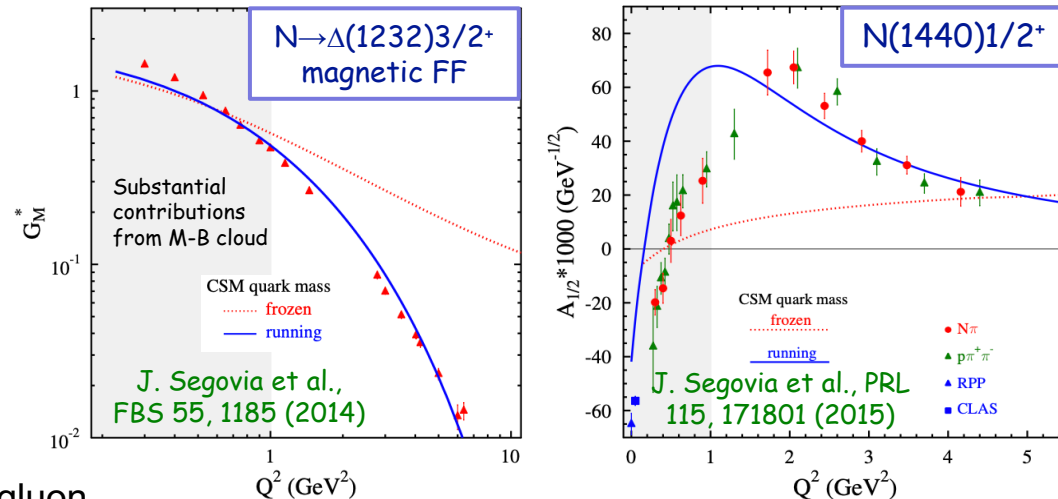 N→Δ(1232)3/2⁺
magnetic FF
1
10⁻¹
10⁻²
G*M
Substantial
contributions
from M-B cloud
CSM quark mass
frozen
running
J. Segovia et al.,
FBS 55, 1185 (2014)
1
10
Q² (GeV²)
N(1440)1/2⁺
80
60
40
20
0
-20
-40
-60
A1/2*1000 (GeV⁻¹/²)
CSM quark mass
frozen
running
Nπ
pπ⁺π⁻
RPP
CLAS
J. Segovia et al., PRL
115, 171801 (2015)
0
1
2
3
4
5
Q² (GeV²)